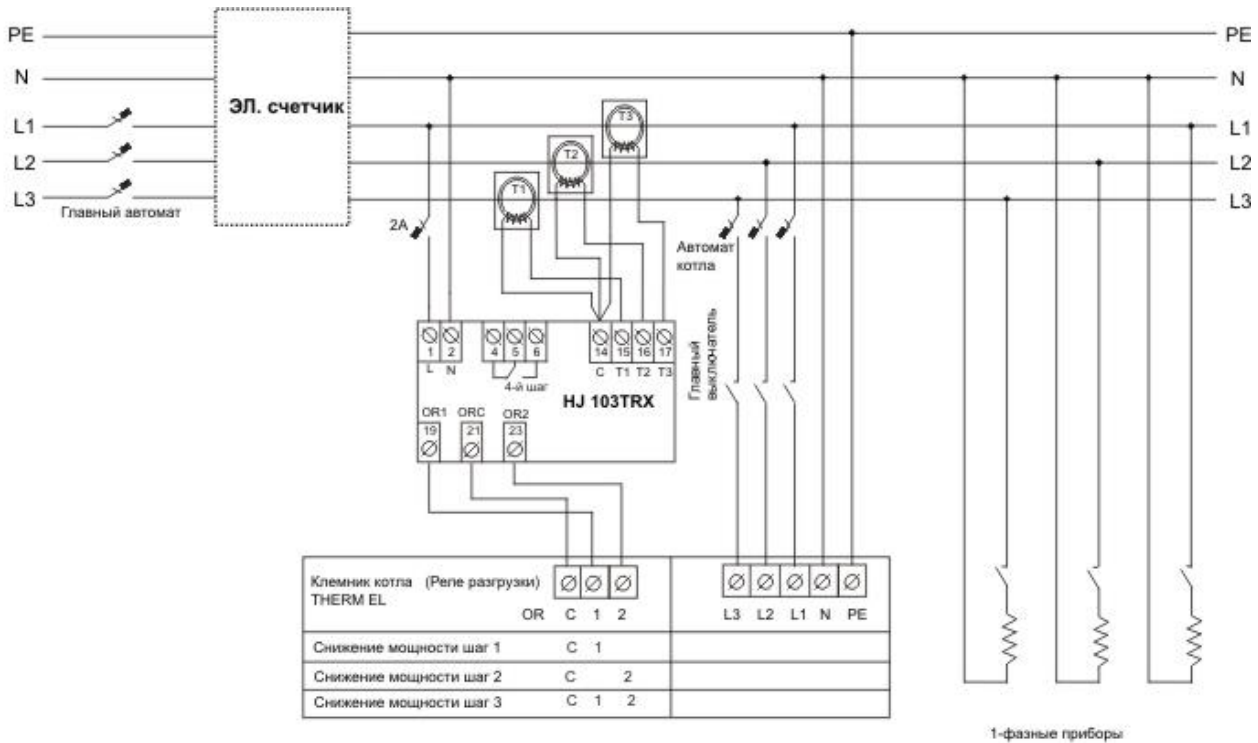 PE
PE
N
N
ЭЛ. счетчик
T3
L1
L1
T2
L2
L2
T1
L3
L3
Главный автомат
2A
Автомат
котла
Главный
выключатель
1 2 4 5 6 14 15 16 17
L N C T1 T2 T3
4-й шаг
HJ 103TRX
OR1 ORC OR2
19 21 23
Клемник котла (Реле разгрузки)
THERM EL
OR C 1 2
L3 L2 L1 N PE
Снижение мощности шаг 1 C 1
Снижение мощности шаг 2 C 2
Снижение мощности шаг 3 C 1 2
1-фазные приборы